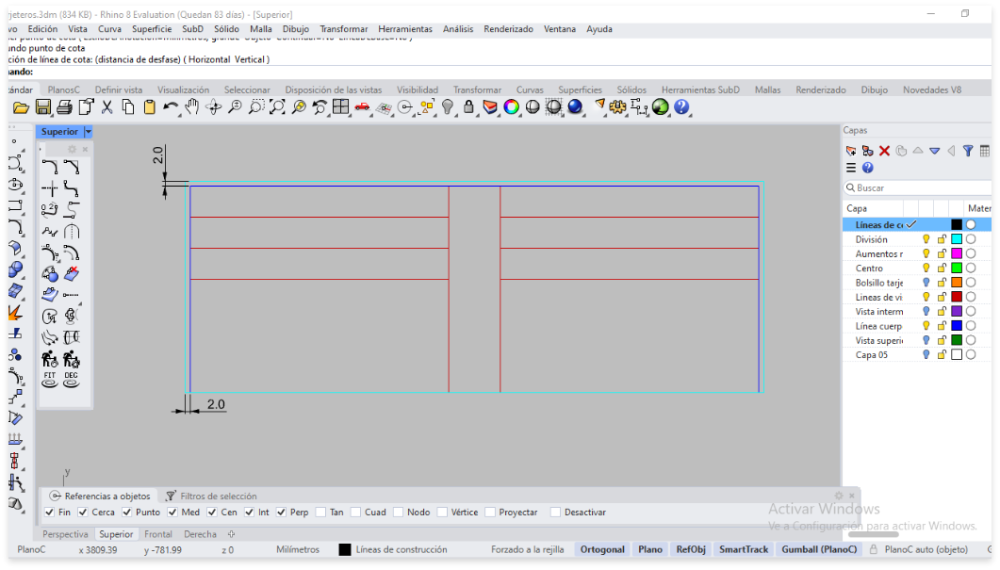 rjeteros.3dm (834 KB) - Rhino 8 Evaluation (Quedan 83 días) - [Superior]
vo Edición Vista Curva Superficie SubD Sólido Malla Dibujo Transformar Herramientas Análisis Renderizado Ventana Ayuda
undo punto de cota
ción de línea de cota: (distancia de desfase) ( Horizontal Vertical )
mando:
ándar PlanosC Definir vista Visualización Seleccionar Disposición de las vistas Visibilidad Transformar Curvas Superficies Sólidos Herramientas SubD Mallas Renderizado Dibujo Novedades V8
Superior
FIT DEG
2.0
2.0
y
Capas
Buscar
Capa Mater
Líneas de co
División
Aumentos r
Centro
Bolsillo tarje
Lineas de vi
Vista interm
Línea cuerp
Vista superi
Capa 05
Referencias a objetos Filtros de selección
Fin Cerca Punto Med Cen Int Perp Tan Cuad Nodo Vértice Proyectar Desactivar
Activar Windows
Ve a Configuración para activar Windows.
Perspectiva Superior Frontal Derecha
PlanoC x 3809.39 y -781.99 z 0 Milímetros Líneas de construcción Forzado a la rejilla Ortogonal Plano RefObj SmartTrack Gumball (PlanoC) PlanoC auto (objeto)